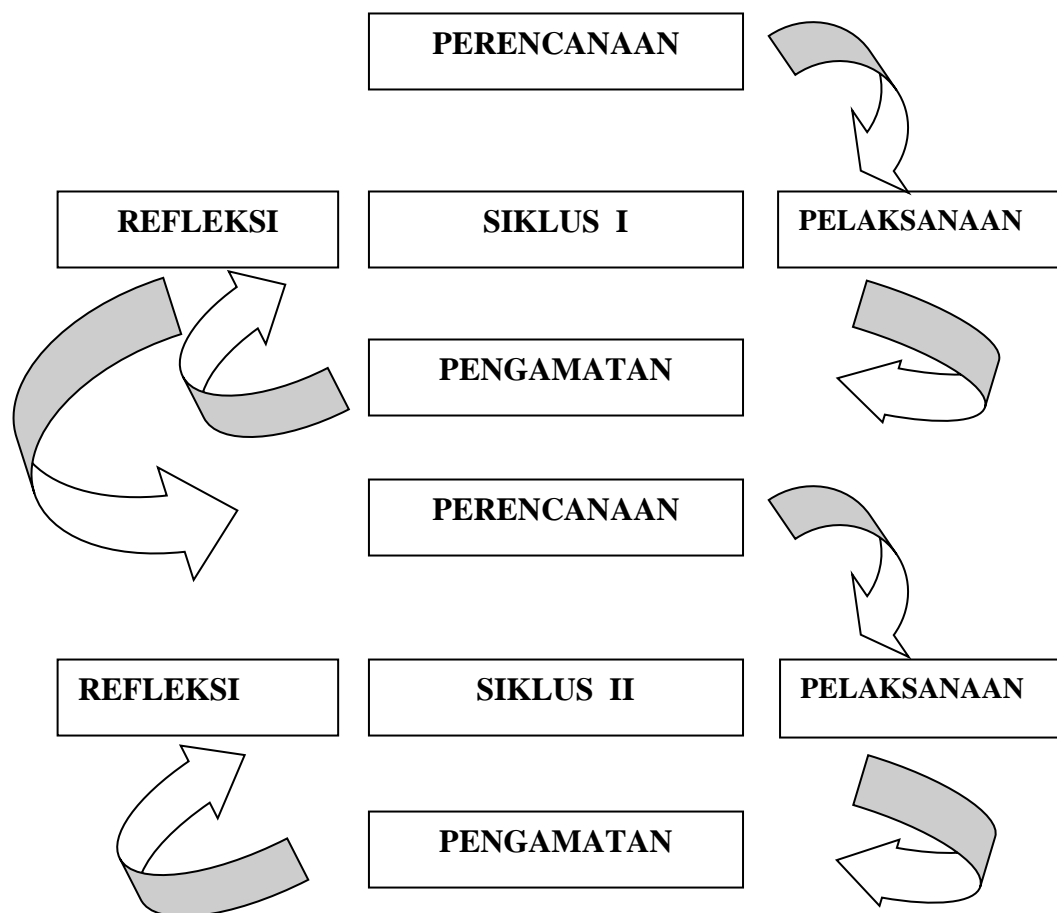 PERENCANAAN
REFLEKSI
SIKLUS I
PELAKSANAAN
PENGAMATAN
PERENCANAAN
REFLEKSI
SIKLUS II
PELAKSANAAN
PENGAMATAN